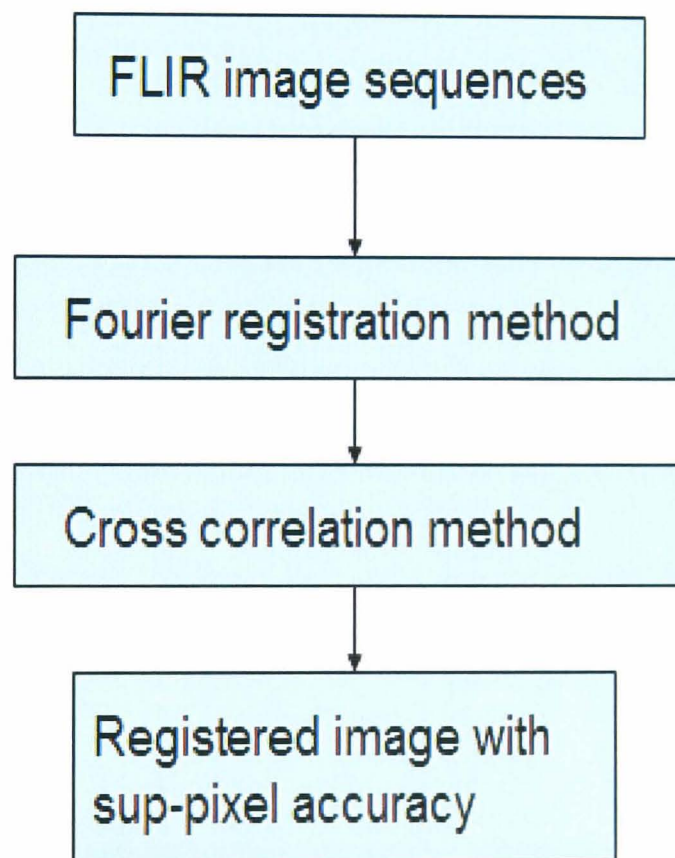 FLIR image sequences
Fourier registration method
Cross correlation method
Registered image with
sup-pixel accuracy